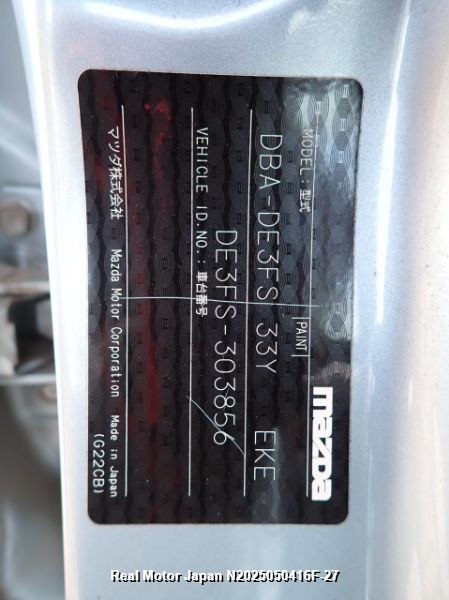 mazda
MODEL:型式 [PAINT]
DBA-DE3FS 33Y EKE
VEHICLE ID.NO.:車台番号
DE3FS-303856
マツダ株式会社 Mazda Motor Corporation Made in Japan
(G22CB)
Real Motor Japan N2025050416F-27